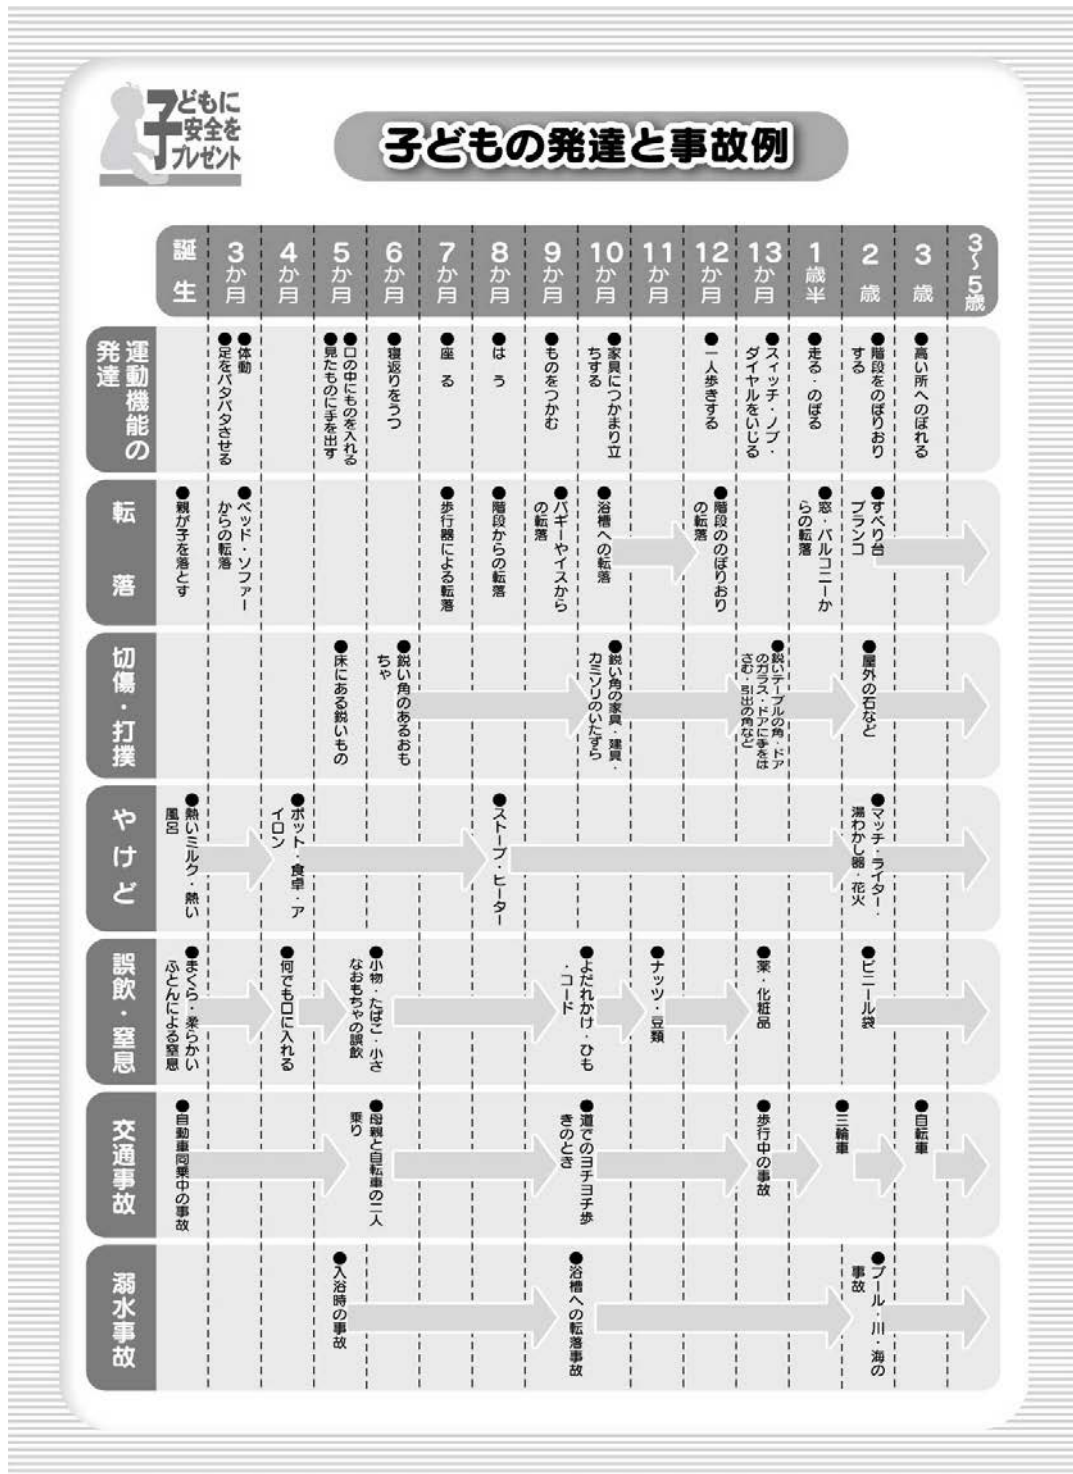 子どもに
安全を
プレゼント
子どもの発達と事故例
誕生
3か月
4か月
5か月
6か月
7か月
8か月
9か月
10か月
11か月
12か月
13か月
1歳半
2歳
3歳
3〜5歳
運動機能の
発達
●体動
●足をバタバタさせる
●口の中にものを入れる
●見たものに手を出す
●寝返りをうつ
●座る
●はう
●ものをつかむ
●家具につかまり立
ちする
●一人歩きする
●スィッチ・ノブ・
ダイヤルをいじる
●走る・のぼる
●階段をのぼりおり
する
●高い所へのぼれる
転落
●親が子を落とす
●ベッド・ソファー
からの転落
●歩行器による転落
●階段からの転落
●バギーやイスから
の転落
●浴槽への転落
●階段ののぼりおり
の転落
●窓・バルコニーか
らの転落
●すべり台
ブランコ
切傷・打撲
●床にある鋭いもの
●鋭い角のあるおも
ちゃ
●鋭い角の家具・建具・
カミソリのいたずら
●鋭いテーブルの角・ドア
のガラス・ドアに手をは
さむ・引出の角など
●屋外の石など
やけど
●熱いミルク・熱い
風呂
●ポット・食卓・ア
イロン
●ストーブ・ヒーター
●マッチ・ライター・
湯わかし器・花火
誤飲・窒息
●まくら・柔らかい
ふとんによる窒息
●何でも口に入れる
●小物・たばこ・小さ
なおもちゃの誤飲
●よだれかけ・ひも
・コード
●ナッツ・豆類
●薬・化粧品
●ビニール袋
交通事故
●自動車同乗中の事故
●母親と自転車の二人
乗り
●道でのヨチヨチ歩
きのとき
●歩行中の事故
●三輪車
●自転車
溺水事故
●入浴時の事故
●浴槽への転落事故
●プール・川・海の
事故